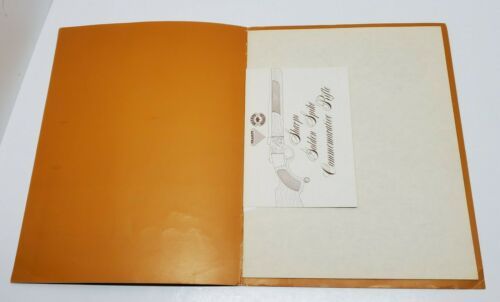 Sharps
Golden Spike
Commemorative Rifle